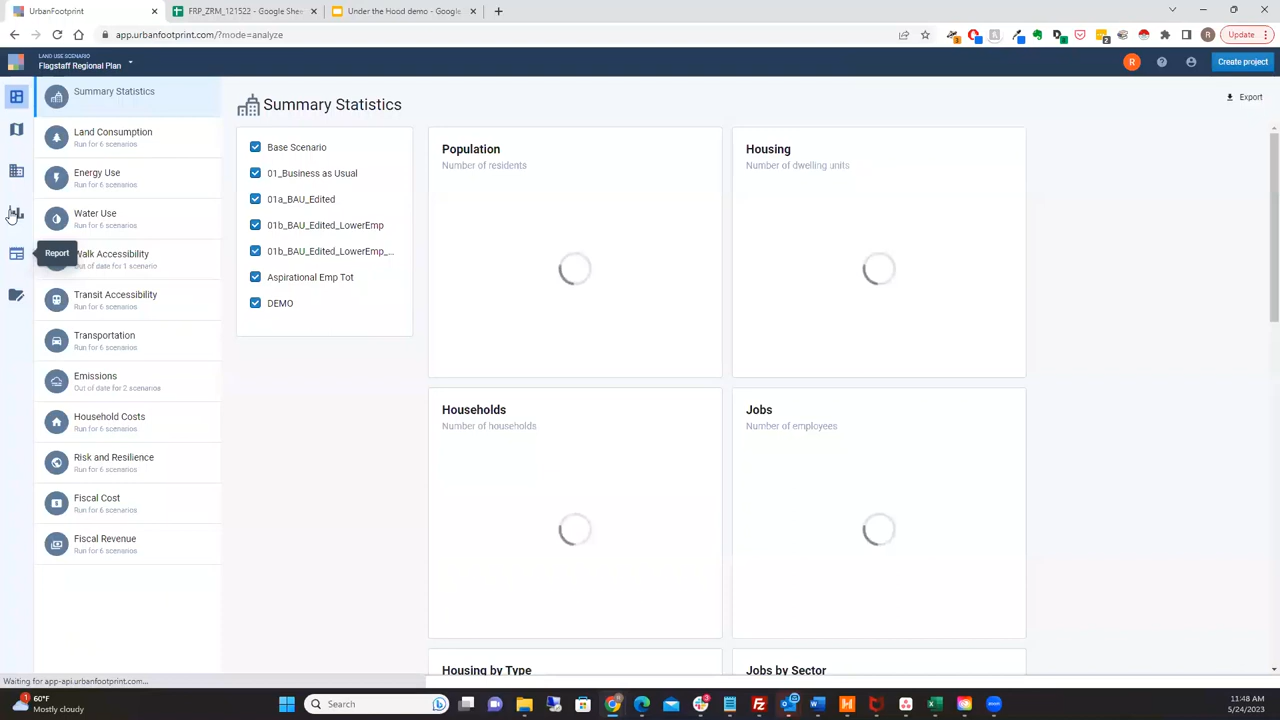 UrbanFootprint
FRP_ZRM_121522 - Google Shee
Under the Hood demo - Google
app.urbanfootprint.com/?mode=analyze
Update
LAND USE SCENARIO
Flagstaff Regional Plan
R
Create project
Summary Statistics
Land Consumption
Run for 6 scenarios
Energy Use
Run for 6 scenarios
Water Use
Run for 6 scenarios
Report
Walk Accessibility
Out of date for 1 scenario
Transit Accessibility
Run for 6 scenarios
Transportation
Run for 6 scenarios
Emissions
Out of date for 2 scenarios
Household Costs
Run for 6 scenarios
Risk and Resilience
Run for 6 scenarios
Fiscal Cost
Run for 6 scenarios
Fiscal Revenue
Run for 6 scenarios
Summary Statistics
Export
Base Scenario
01_Business as Usual
01a_BAU_Edited
01b_BAU_Edited_LowerEmp
01b_BAU_Edited_LowerEmp_...
Aspirational Emp Tot
DEMO
Population
Number of residents
Housing
Number of dwelling units
Households
Number of households
Jobs
Number of employees
Housing by Type
Jobs by Sector
Waiting for app-api.urbanfootprint.com...
60°F
Mostly cloudy
Search
11:48 AM
5/24/2023